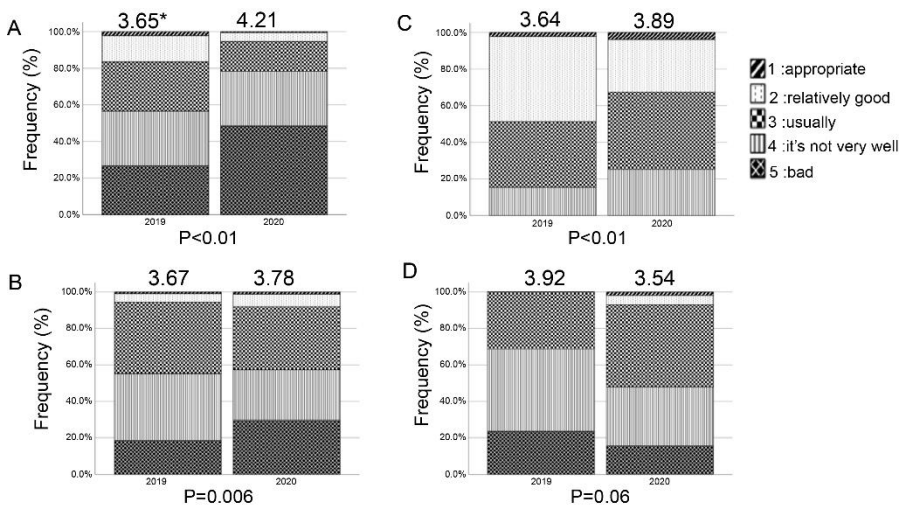 A
3.65* 4.21
Frequency (%)
100.0%
80.0%
60.0%
40.0%
20.0%
0.0%
2019 2020
P<0.01
C
3.64 3.89
Frequency (%)
100.0%
80.0%
60.0%
40.0%
20.0%
0.0%
2019 2020
P<0.01
1 :appropriate
2 :relatively good
3 :usually
4 :it's not very well
5 :bad
B
3.67 3.78
Frequency (%)
100.0%
80.0%
60.0%
40.0%
20.0%
0.0%
2019 2020
P=0.006
D
3.92 3.54
Frequency (%)
100.0%
80.0%
60.0%
40.0%
20.0%
0.0%
2019 2020
P=0.06